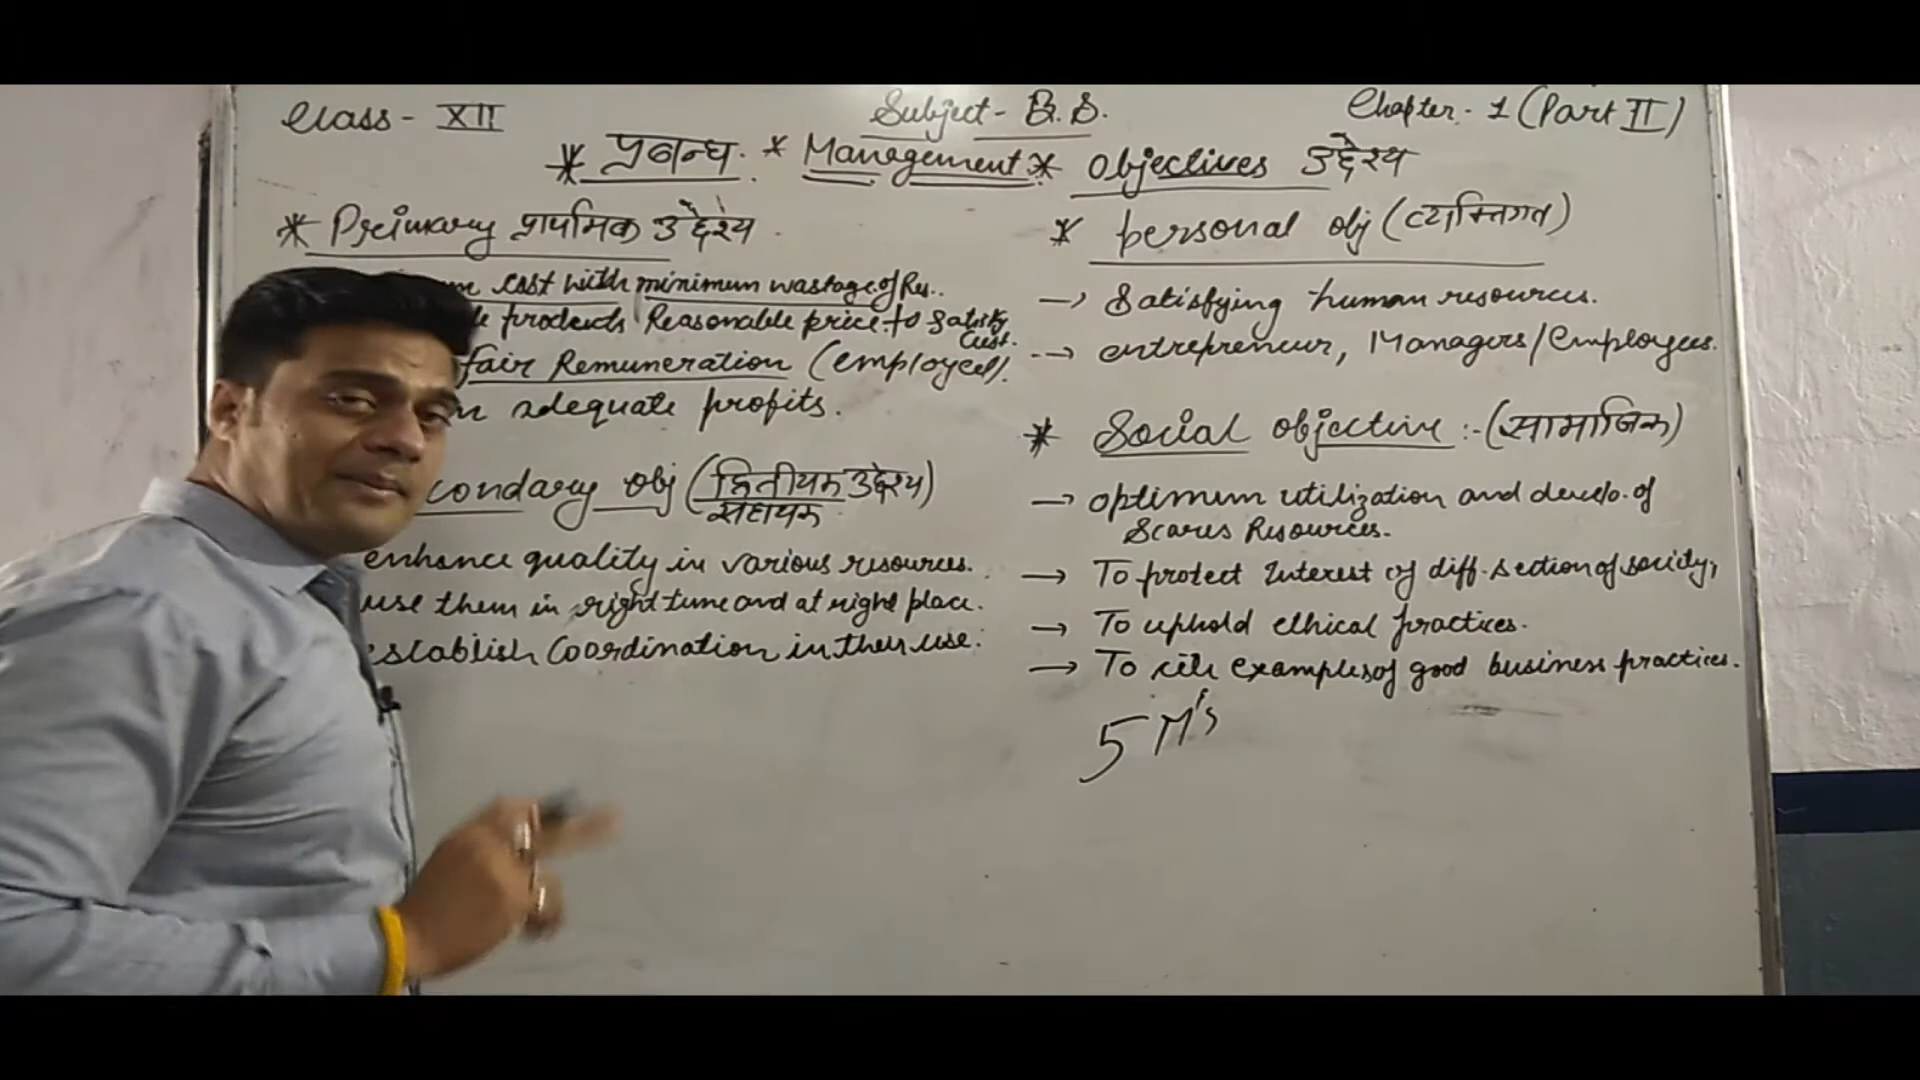 Class - XII
Subject - B.S.
Chapter - 1 (Part II)
* प्रबन्ध * Management * Objectives उद्देश्य
* Primary प्राथमिक उद्देश्य
cost with minimum wastage of Res..
products Reasonable price to Satisfy
Cust.
fair Remuneration (employees).
adequate profits.
condary obj (द्वितीयक उद्देश्य)
सहायक
enhance quality in various resources.
use them in right time and at right place.
establish Coordination in their use.
* personal obj (व्यक्तिगत)
→ Satisfying human resources.
→ entrepreneur, Managers/Employees.
* Social objective :- (सामाजिक)
→ optimum utilization and develo. of
Scares Resources.
→ To protect Interest of diff. section of society,
→ To uphold ethical practices.
→ To cite examples of good business practices.
5 M's